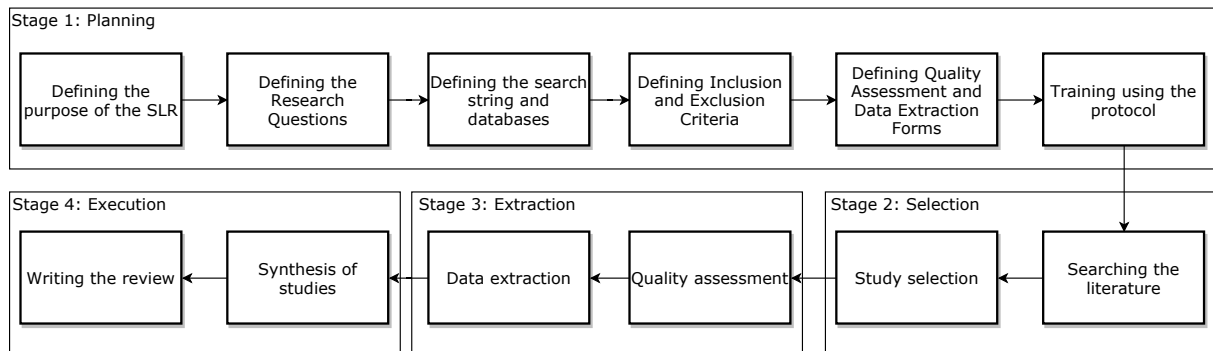 Stage 1: Planning
Defining the
purpose of the SLR
Defining the
Research
Questions
Defining the search
string and
databases
Defining Inclusion
and Exclusion
Criteria
Defining Quality
Assessment and
Data Extraction
Forms
Training using the
protocol
Stage 2: Selection
Searching the
literature
Study selection
Stage 3: Extraction
Quality assessment
Data extraction
Stage 4: Execution
Synthesis of
studies
Writing the review